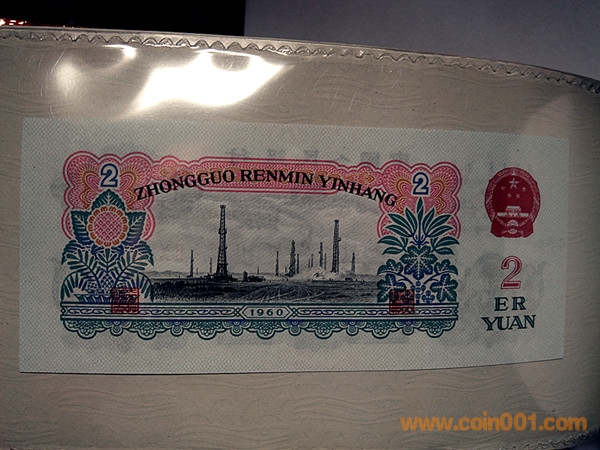 2 ZHONGGUO RENMIN YINHANG 2
2
ER
YUAN
1960
www.coin001.com